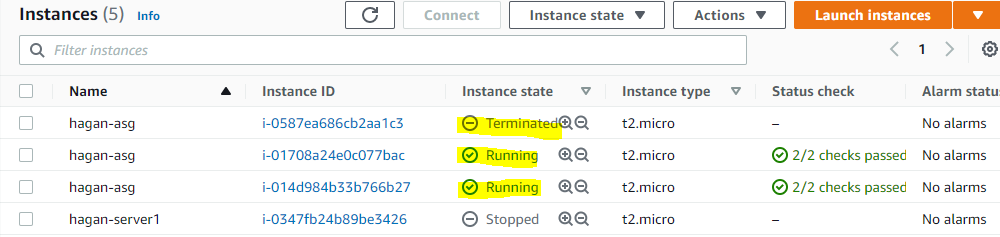 Instances (5) Info Connect Instance state Actions Launch instances
Filter instances 1
Name Instance ID Instance state Instance type Status check Alarm status
hagan-asg i-0587ea686cb2aa1c3 Terminated t2.micro – No alarms
hagan-asg i-01708a24e0c077bac Running t2.micro 2/2 checks passed No alarms
hagan-asg i-014d984b33b766b27 Running t2.micro 2/2 checks passed No alarms
hagan-server1 i-0347fb24b89be3426 Stopped t2.micro – No alarms